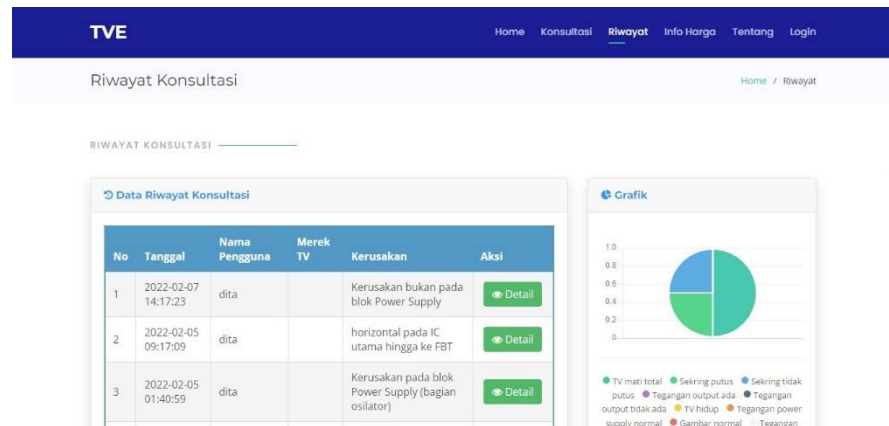 TVE
Home Konsultasi Riwayat Info Harga Tentang Login
Riwayat Konsultasi
Home / Riwayat
RIWAYAT KONSULTASI
Data Riwayat Konsultasi
No Tanggal Nama Pengguna Merek TV Kerusakan Aksi
1 2022-02-07 14:17:23 dita Kerusakan bukan pada blok Power Supply Detail
2 2022-02-05 09:17:09 dita horizontal pada IC utama hingga ke FBT Detail
3 2022-02-05 01:40:59 dita Kerusakan pada blok Power Supply (bagian osilator) Detail
Grafik
1.0
0.8
0.6
0.4
0.2
0
TV mati total Sekring putus Sekring tidak
putus Tegangan output ada Tegangan
output tidak ada TV hidup Tegangan power
supply normal Gambar normal Tegangan